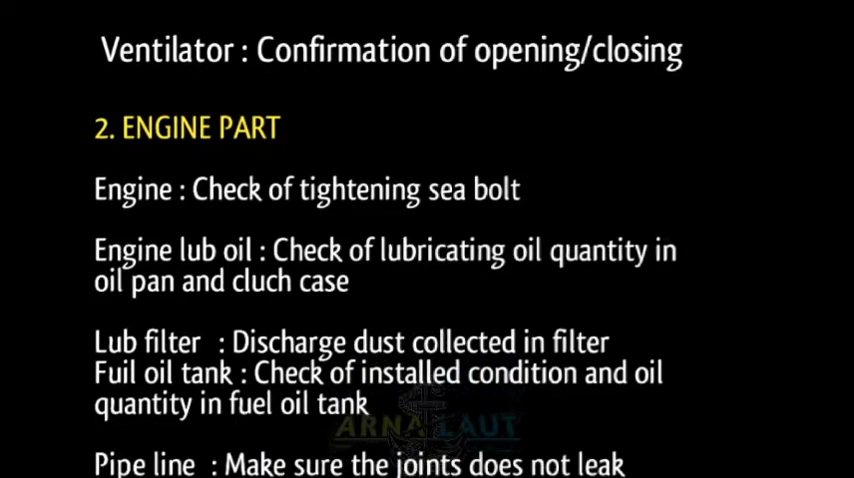 Ventilator : Confirmation of opening/closing
2. ENGINE PART
Engine : Check of tightening sea bolt
Engine lub oil : Check of lubricating oil quantity in
oil pan and cluch case
Lub filter : Discharge dust collected in filter
Fuil oil tank : Check of installed condition and oil
quantity in fuel oil tank
ARNA LAUT
Pipe line : Make sure the joints does not leak